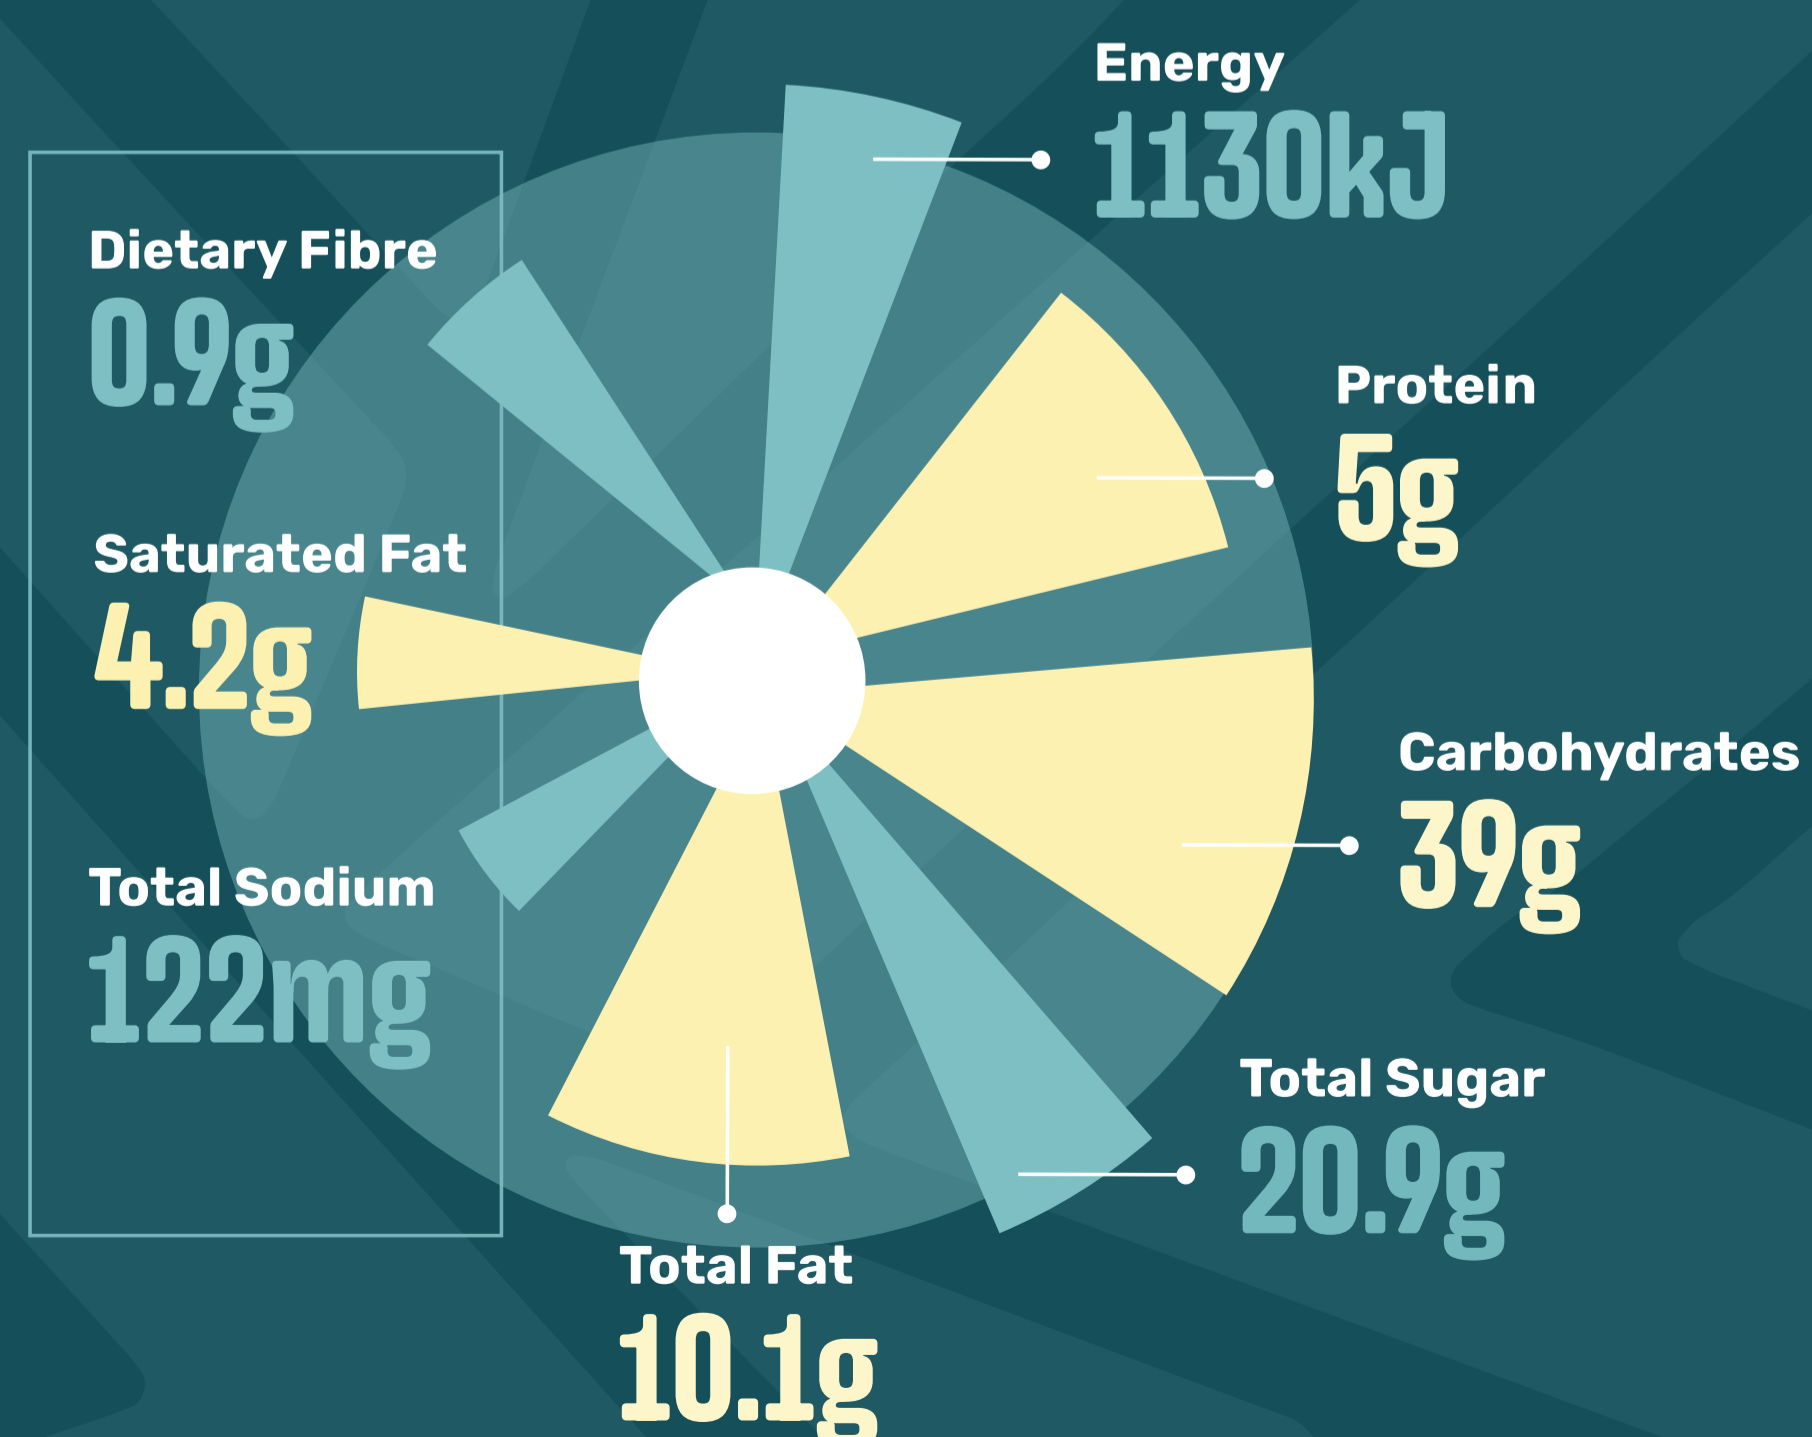 Energy
1130kJ
Dietary Fibre
0.9g
Protein
5g
Saturated Fat
4.2g
Carbohydrates
39g
Total Sodium
122mg
Total Sugar
20.9g
Total Fat
10.1g